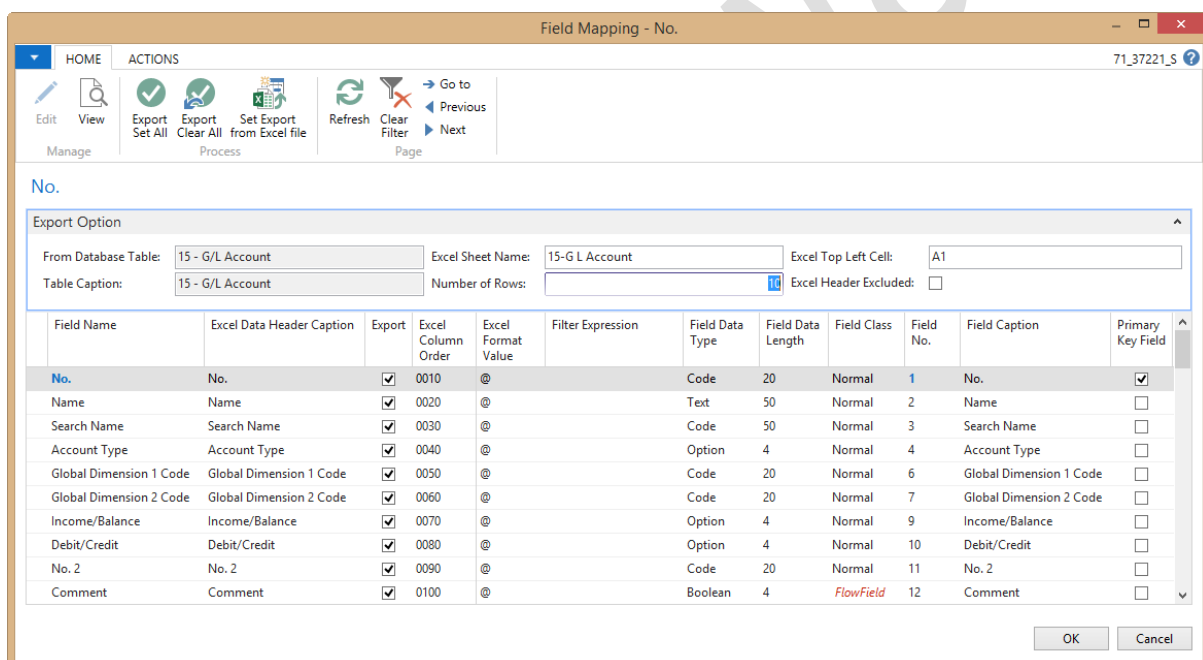 Field Mapping - No.
HOME ACTIONS 71_37221_S ?
Edit View Export Set All Export Clear All Set Export from Excel file Refresh Clear Filter Go to
Previous
Next
Manage Process Page
No.
Export Option
From Database Table: 15 - G/L Account Excel Sheet Name: 15-G L Account Excel Top Left Cell: A1
Table Caption: 15 - G/L Account Number of Rows: 10 Excel Header Excluded:
Field Name Excel Data Header Caption Export Excel Column Order Excel Format Value Filter Expression Field Data Type Field Data Length Field Class Field No. Field Caption Primary Key Field
No. No. 0010 @ Code 20 Normal 1 No.
Name Name 0020 @ Text 50 Normal 2 Name
Search Name Search Name 0030 @ Code 50 Normal 3 Search Name
Account Type Account Type 0040 @ Option 4 Normal 4 Account Type
Global Dimension 1 Code Global Dimension 1 Code 0050 @ Code 20 Normal 6 Global Dimension 1 Code
Global Dimension 2 Code Global Dimension 2 Code 0060 @ Code 20 Normal 7 Global Dimension 2 Code
Income/Balance Income/Balance 0070 @ Option 4 Normal 9 Income/Balance
Debit/Credit Debit/Credit 0080 @ Option 4 Normal 10 Debit/Credit
No. 2 No. 2 0090 @ Code 20 Normal 11 No. 2
Comment Comment 0100 @ Boolean 4 FlowField 12 Comment
OK Cancel